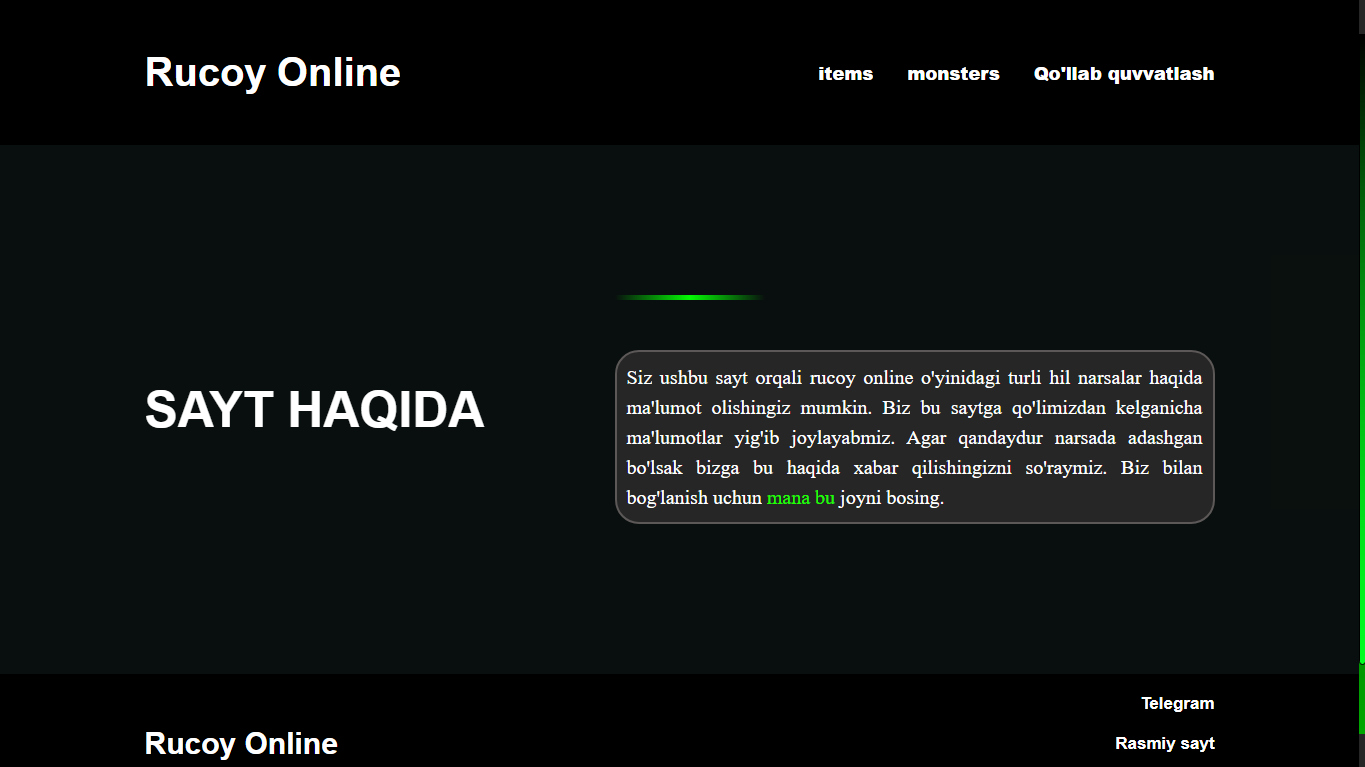 Rucoy Online
items monsters Qo'llab quvvatlash
SAYT HAQIDA
Siz ushbu sayt orqali rucoy online o'yinidagi turli hil narsalar haqida
ma'lumot olishingiz mumkin. Biz bu saytga qo'limizdan kelganicha
ma'lumotlar yig'ib joylayabmiz. Agar qandaydur narsada adashgan
bo'lsak bizga bu haqida xabar qilishingizni so'raymiz. Biz bilan
bog'lanish uchun mana bu joyni bosing.
Rucoy Online
Telegram
Rasmiy sayt